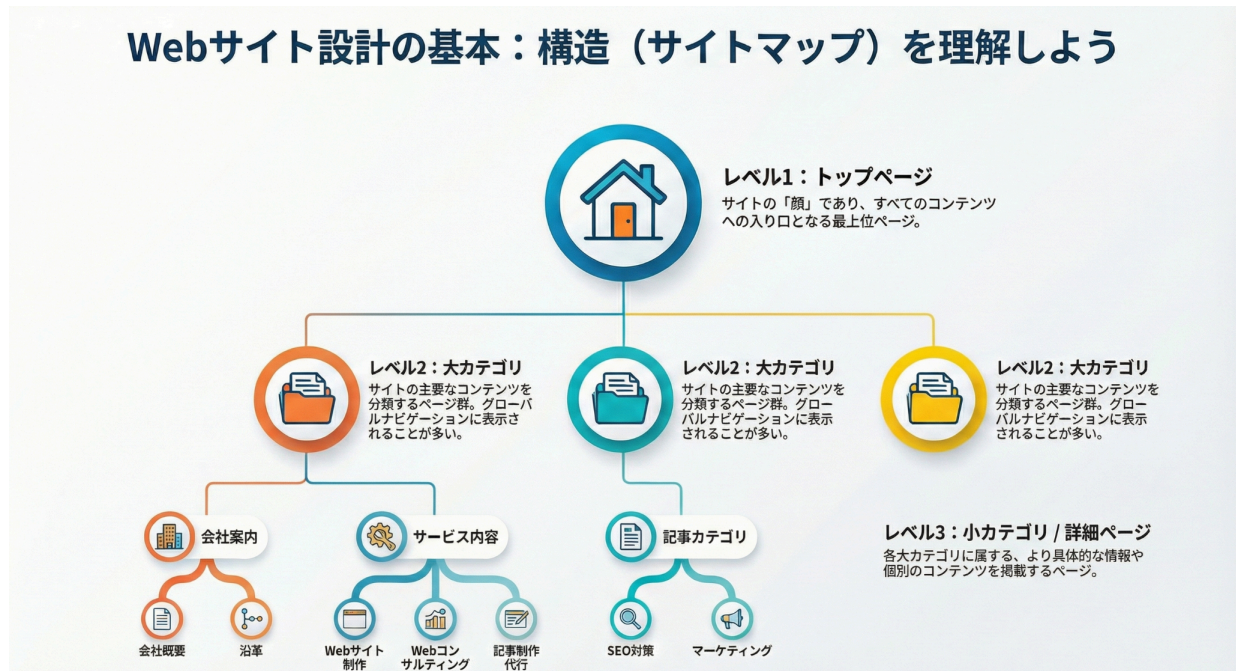 Webサイト設計の基本：構造（サイトマップ）を理解しよう
レベル1：トップページ
サイトの「顔」であり、すべてのコンテンツ
への入り口となる最上位ページ。
レベル2：大カテゴリ
サイトの主要なコンテンツを
分類するページ群。グローバ
ルナビゲーションに表示さ
れることが多い。
レベル2：大カテゴリ
サイトの主要なコンテンツを
分類するページ群。グロー
バルナビゲーションに表示
されることが多い。
レベル2：大カテゴリ
サイトの主要なコンテンツを
分類するページ群。グロー
バルナビゲーションに表示
されることが多い。
会社案内
サービス内容
記事カテゴリ
レベル3：小カテゴリ / 詳細ページ
各大カテゴリに属する、より具体的な情報や
個別のコンテンツを掲載するページ。
会社概要
沿革
Webサイト
制作
Webコン
サルティング
記事制作
代行
SEO対策
マーケティング